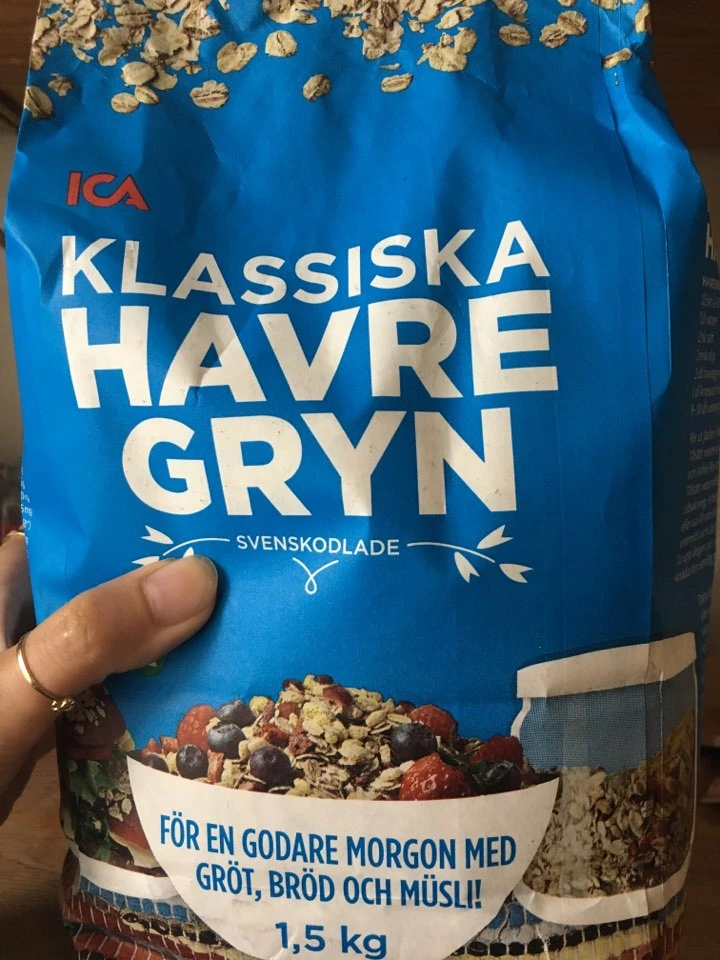 ICA
KLASSISKA
HAVRE
GRYN
SVENSKODLADE
FÖR EN GODARE MORGON MED
GRÖT, BRÖD OCH MÜSLI!
1,5 kg